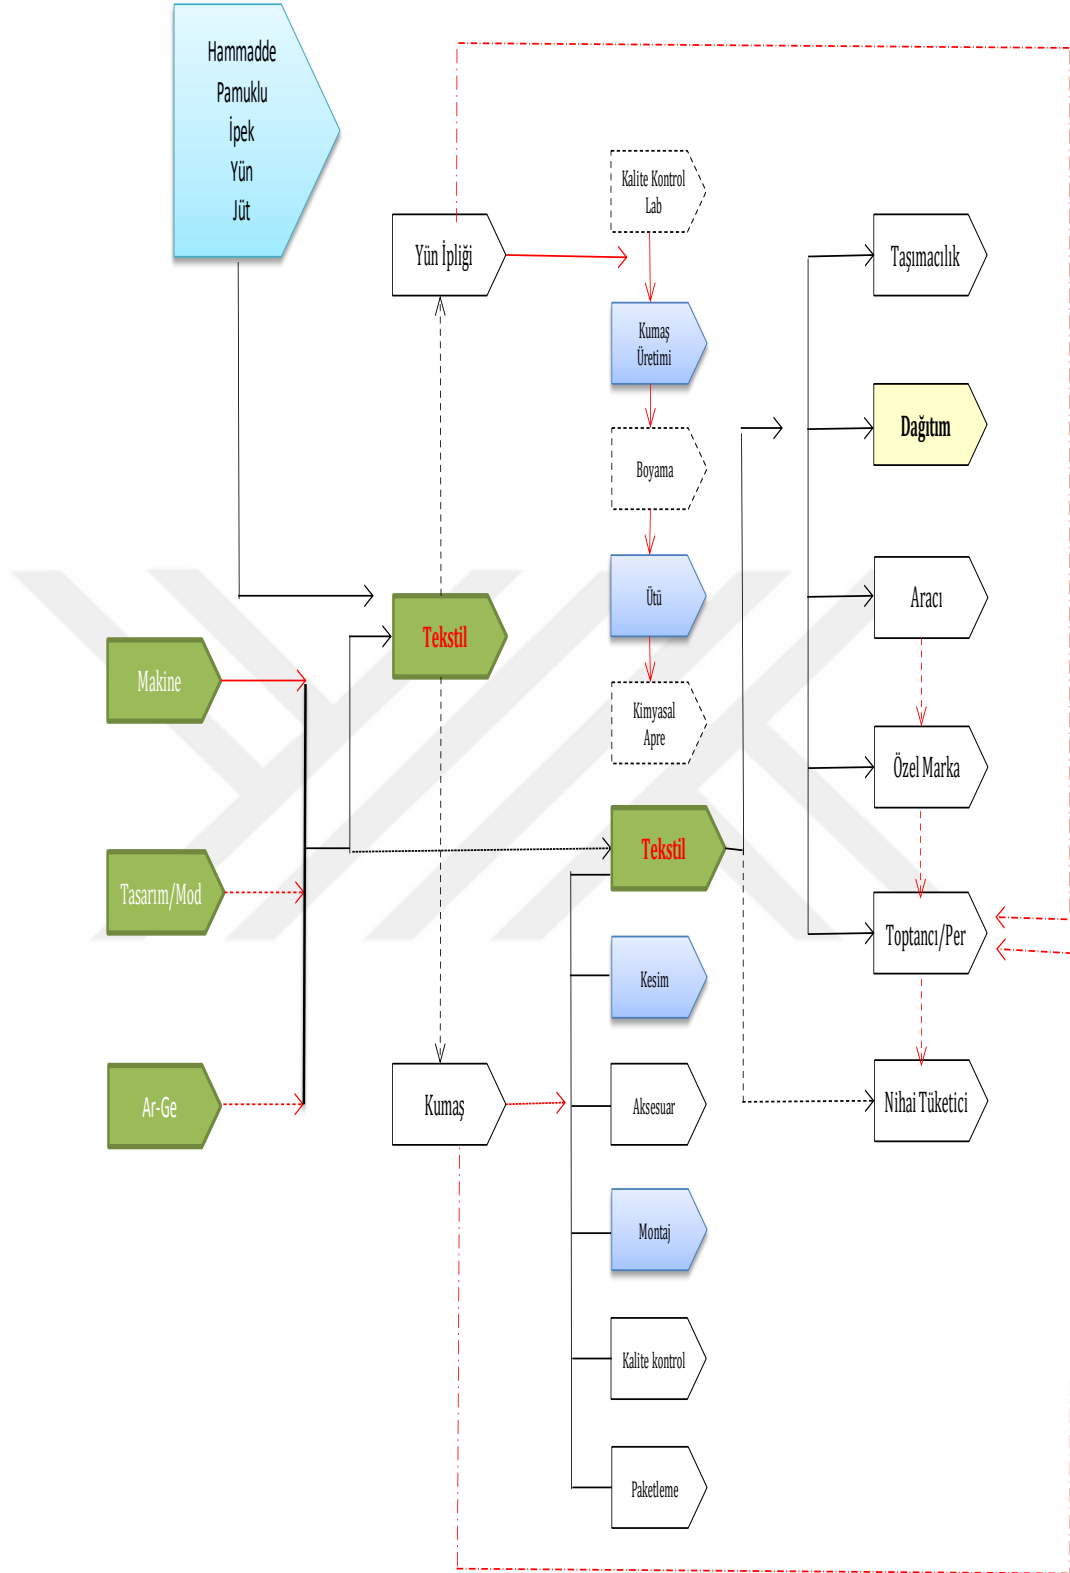 Hammadde
Pamuklu
İpek
Yün
Jüt
Kalite Kontrol
Lab
Yün İpliği
Taşımacılık
Kumaş
Üretimi
Dağıtım
Boyama
Ütü
Aracı
Tekstil
Makine
Kimyasal
Apre
Özel Marka
Tekstil
Tasarım/Mod
Toptancı/Per
Kesim
Ar-Ge
Kumaş
Aksesuar
Nihai Tüketici
Montaj
Kalite kontrol
Paketleme